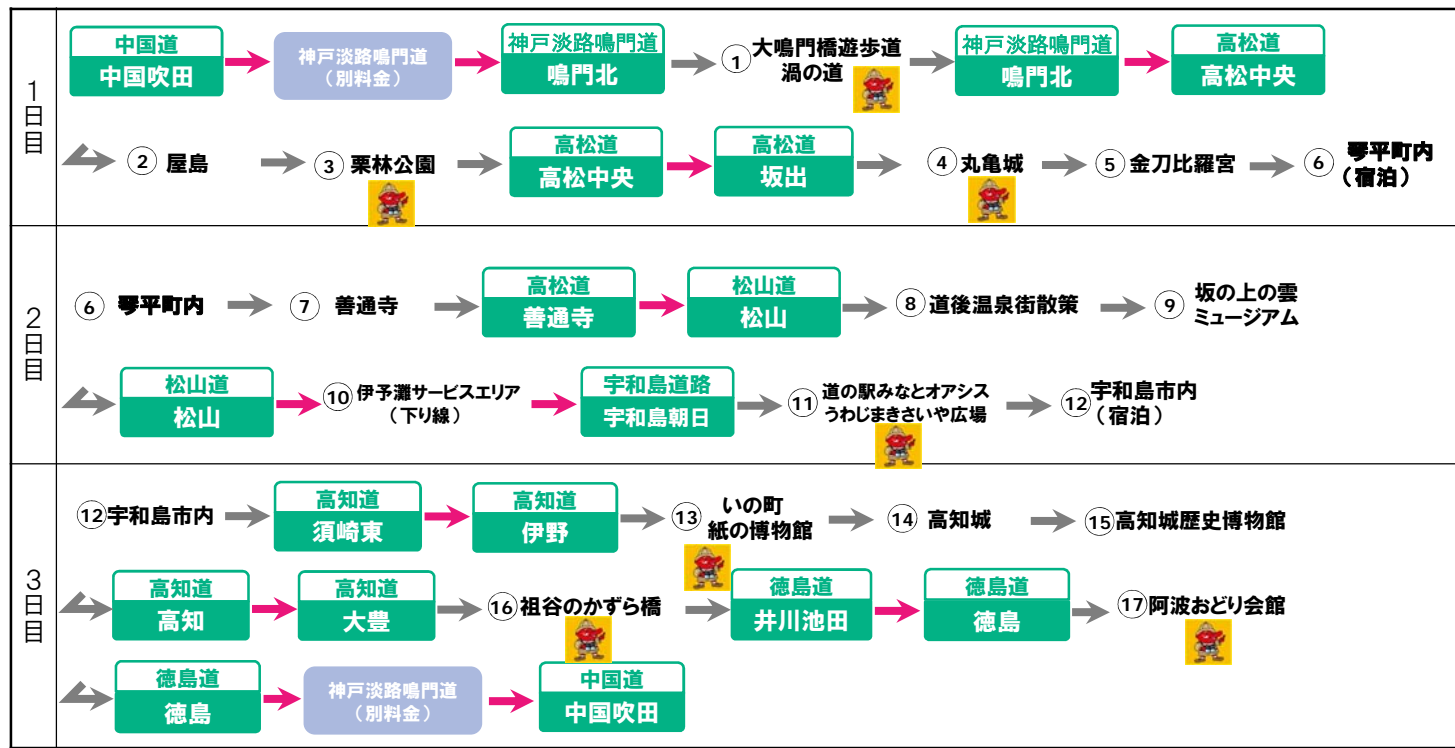 1日目
中国道
中国吹田
神戸淡路鳴門道
（別料金）
神戸淡路鳴門道
鳴門北
① 大鳴門橋遊歩道
渦の道
神戸淡路鳴門道
鳴門北
高松道
高松中央
② 屋島
③ 栗林公園
高松道
高松中央
高松道
坂出
④ 丸亀城
⑤ 金刀比羅宮
⑥ 琴平町内
（宿泊）
2日目
⑥ 琴平町内
⑦ 善通寺
高松道
善通寺
松山道
松山
⑧ 道後温泉街散策
⑨ 坂の上の雲
ミュージアム
松山道
松山
⑩ 伊予灘サービスエリア
（下り線）
宇和島道路
宇和島朝日
⑪ 道の駅みなとオアシス
うわじまきさいや広場
⑫ 宇和島市内
（宿泊）
3日目
⑫ 宇和島市内
高知道
須崎東
高知道
伊野
⑬ いの町
紙の博物館
⑭ 高知城
⑮ 高知城歴史博物館
高知道
高知
高知道
大豊
⑯ 祖谷のかずら橋
徳島道
井川池田
徳島道
徳島
⑰ 阿波おどり会館
徳島道
徳島
神戸淡路鳴門道
（別料金）
中国道
中国吹田